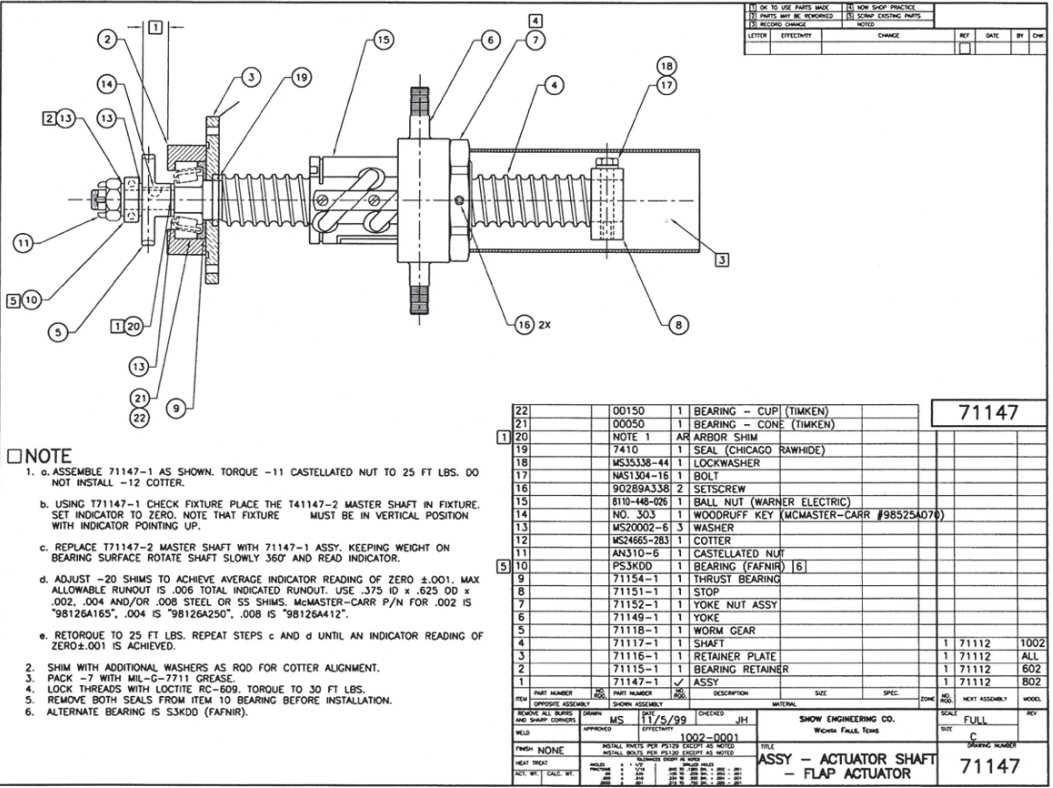 1 OK TO USE PARTS MADE 4 NOW SHOP PRACTICE
2 PARTS MAY BE REWORKED 5 SCRAP EXISTING PARTS
3 RECORD CHANGE NOTED
LETTER EFFECTIVITY CHANGE REF DATE BY CHK
1
2
14
13
2 13
11
5 10
5
1 20
13
21
22
9
3
19
15
6
4
7
4
18
17
3
8
16 2X
NOTE
1. a. ASSEMBLE 71147-1 AS SHOWN. TORQUE -11 CASTELLATED NUT TO 25 FT LBS. DO
NOT INSTALL -12 COTTER.
b. USING T71147-1 CHECK FIXTURE PLACE THE T41147-2 MASTER SHAFT IN FIXTURE.
SET INDICATOR TO ZERO. NOTE THAT FIXTURE MUST BE IN VERTICAL POSITION
WITH INDICATOR POINTING UP.
c. REPLACE T71147-2 MASTER SHAFT WITH 71147-1 ASSY. KEEPING WEIGHT ON
BEARING SURFACE ROTATE SHAFT SLOWLY 360° AND READ INDICATOR.
d. ADJUST -20 SHIMS TO ACHIEVE AVERAGE INDICATOR READING OF ZERO ±.001. MAX
ALLOWABLE RUNOUT IS .006 TOTAL INDICATED RUNOUT. USE .375 ID x .625 OD x
.002, .004 AND/OR .008 STEEL OR SS SHIMS. McMASTER-CARR P/N FOR .002 IS
"98126A165", .004 IS "98126A250", .008 IS "98126A412".
e. RETORQUE TO 25 FT LBS. REPEAT STEPS c AND d UNTIL AN INDICATOR READING OF
ZERO±.001 IS ACHIEVED.
2. SHIM WITH ADDITIONAL WASHERS AS RQD FOR COTTER ALIGNMENT.
3. PACK -7 WITH MIL-G-7711 GREASE.
4. LOCK THREADS WITH LOCTITE RC-609. TORQUE TO 30 FT LBS.
5. REMOVE BOTH SEALS FROM ITEM 10 BEARING BEFORE INSTALLATION.
6. ALTERNATE BEARING IS S3KDD (FAFNIR).
71147
22 00150 1 BEARING - CUP (TIMKEN)
21 00050 1 BEARING - CONE (TIMKEN)
1 20 NOTE 1 AR ARBOR SHIM
19 7410 1 SEAL (CHICAGO RAWHIDE)
18 MS35338-44 1 LOCKWASHER
17 NAS1304-16 1 BOLT
16 90289A338 2 SETSCREW
15 8110-448-026 1 BALL NUT (WARNER ELECTRIC)
14 NO. 303 1 WOODRUFF KEY (MCMASTER-CARR #98525A070)
13 MS20002-6 3 WASHER
12 MS24665-283 1 COTTER
11 AN310-6 1 CASTELLATED NUT
5 10 PS3KDD 1 BEARING (FAFNIR) 6
9 71154-1 1 THRUST BEARING
8 71151-1 1 STOP
7 71152-1 1 YOKE NUT ASSY
6 71149-1 1 YOKE
5 71118-1 1 WORM GEAR
4 71117-1 1 SHAFT 1 71112 1002
3 71116-1 1 RETAINER PLATE 1 71112 ALL
2 71115-1 1 BEARING RETAINER 1 71112 602
1 71147-1 ✓ ASSY 1 71112 802
ITEM PART NUMBER NO. RQD. PART NUMBER NO. RQD. DESCRIPTION SIZE SPEC. ZONE NO. RQD. NEXT ASSEMBLY MODEL
OPPOSITE ASSEMBLY SHOWN ASSEMBLY MATERIAL
REMOVE ALL BURRS AND SHARP CORNERS
DRAWN MS DATE 11/5/99 CHECKED JH
WELD
APPROVED EFFECTIVITY 1002-0001
FINISH NONE
INSTALL RIVETS PER PS129 EXCEPT AS NOTED
INSTALL BOLTS PER PS130 EXCEPT AS NOTED
HEAT TREAT
ACT. WT. CALC. WT.
TOLERANCES EXCEPT AS NOTED
SNOW ENGINEERING CO.
WICHITA FALLS, TEXAS
TITLE
ASSY - ACTUATOR SHAFT
- FLAP ACTUATOR
SCALE FULL REV
SIZE C
DRAWING NUMBER
71147